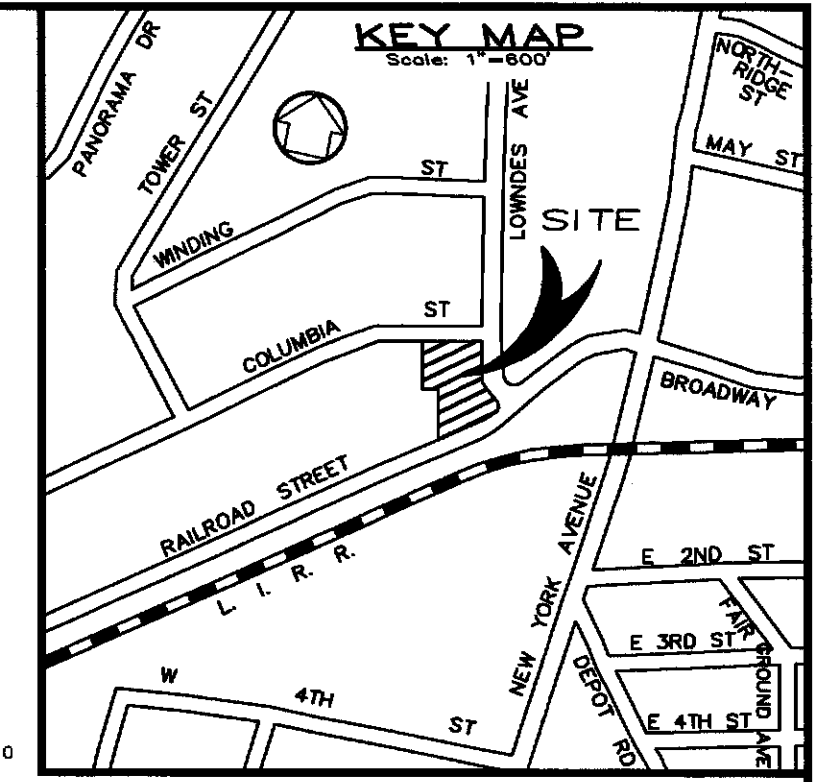 KEY MAP
Scale: 1"=600'
PANORAMA DR
TOWER ST
LOWNDES AVE
NORTH-
RIDGE
ST
MAY ST
WINDING ST
SITE
COLUMBIA ST
BROADWAY
RAILROAD STREET
L. I. R. R.
NEW YORK AVENUE
E 2ND ST
FAIR GROUND AVE
E 3RD ST
DEPOT RD
E 4TH ST
W 4TH ST
0